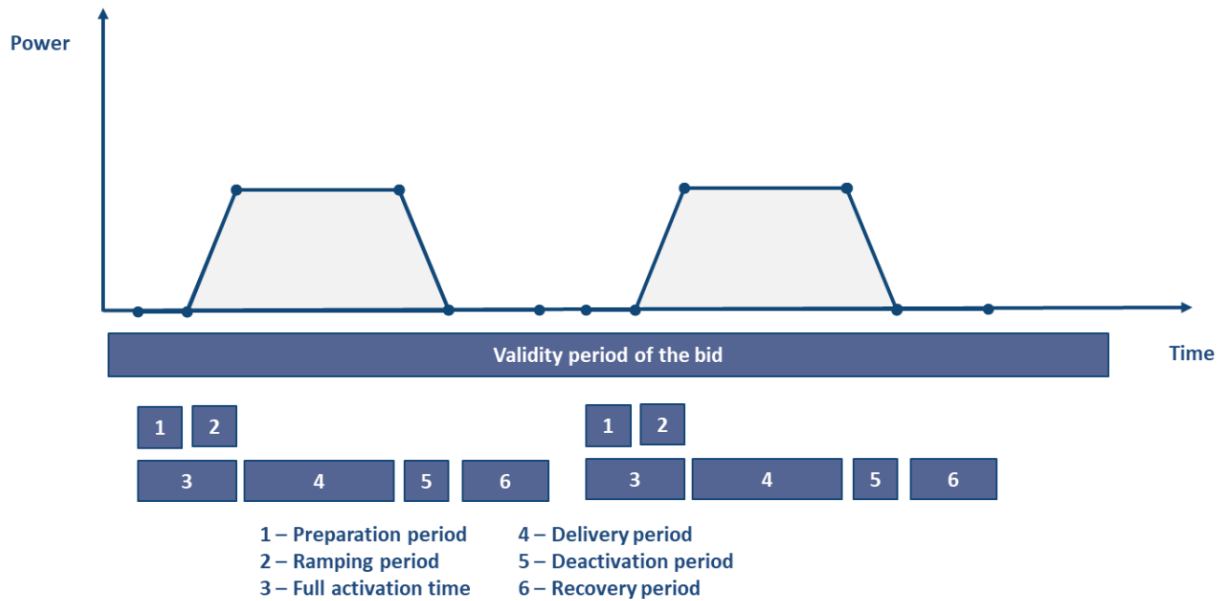 Power
Validity period of the bid
Time
1 2 1 2
3 4 5 6 3 4 5 6
1 – Preparation period
2 – Ramping period
3 – Full activation time
4 – Delivery period
5 – Deactivation period
6 – Recovery period